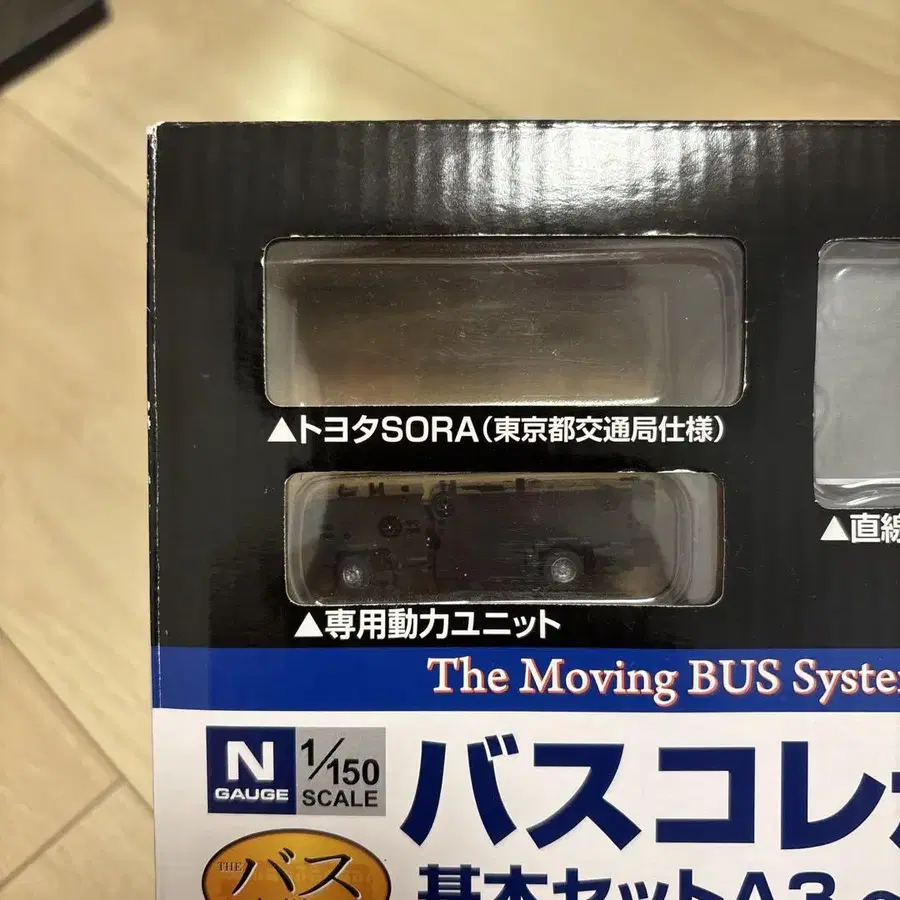 ▲トヨタSORA(東京都交通局仕様)
▲直線
▲専用動力ユニット
The Moving BUS Syste
N
GAUGE
1/150
SCALE
バスコレ
THE
バス
基本セットA3